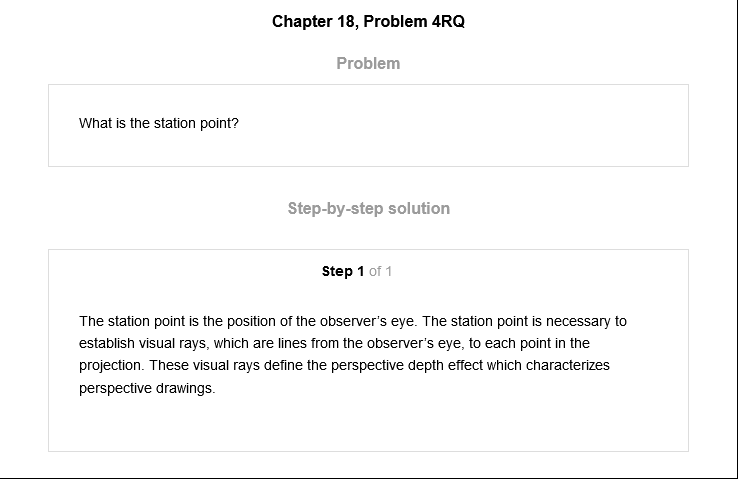 Chapter 18, Problem 4RQ
Problem
What is the station point?
Step-by-step solution
Step 1 of 1
The station point is the position of the observer’s eye. The station point is necessary to
establish visual rays, which are lines from the observer’s eye, to each point in the
projection. These visual rays define the perspective depth effect which characterizes
perspective drawings.